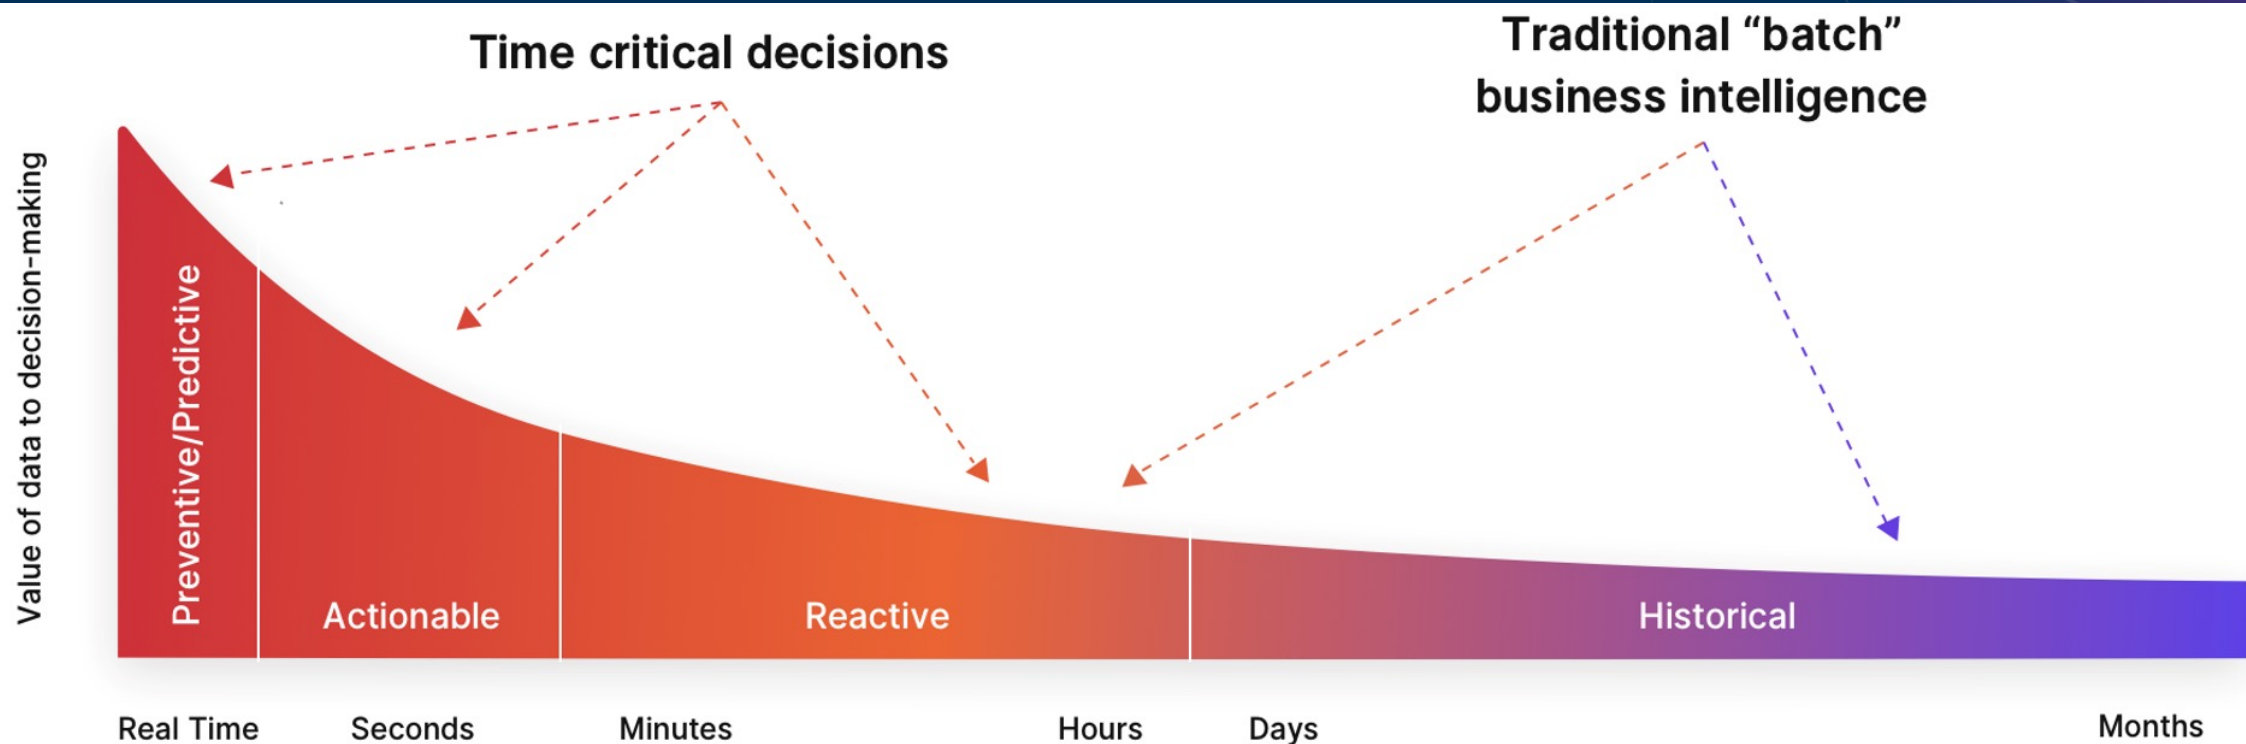 Time critical decisions
Traditional “batch”
business intelligence
Value of data to decision-making
Preventive/Predictive
Actionable
Reactive
Historical
Real Time
Seconds
Minutes
Hours
Days
Months